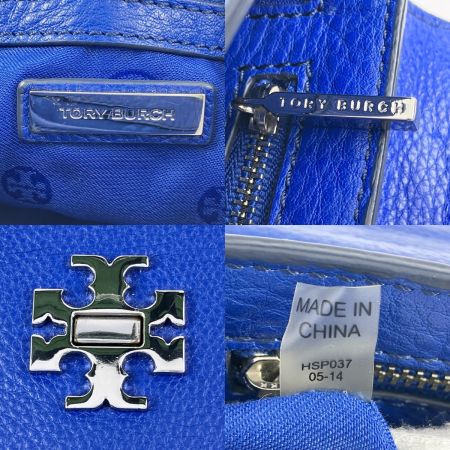 TORY BURCH
TORY BURCH
MADE IN
CHINA
HSP037
05-14